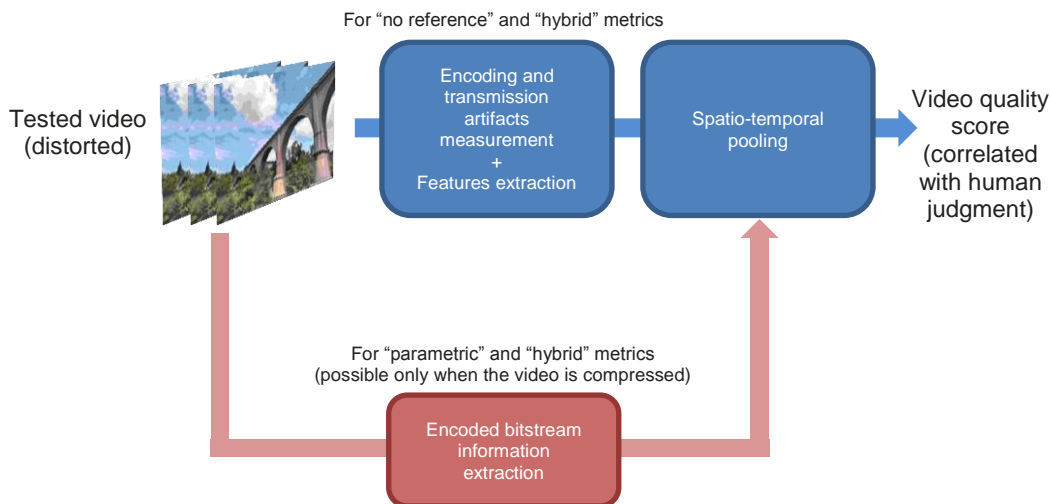 For “no reference” and “hybrid” metrics
Tested video
(distorted)
Encoding and
transmission
artifacts
measurement
+
Features extraction
Spatio-temporal
pooling
Video quality
score
(correlated
with human
judgment)
For “parametric” and “hybrid” metrics
(possible only when the video is compressed)
Encoded bitstream
information
extraction